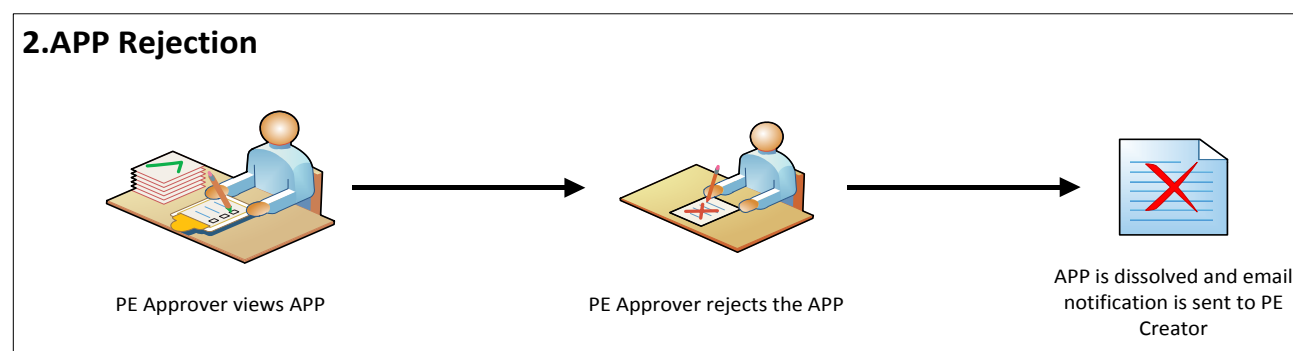 2.APP Rejection
PE Approver views APP
PE Approver rejects the APP
APP is dissolved and email
notification is sent to PE
Creator